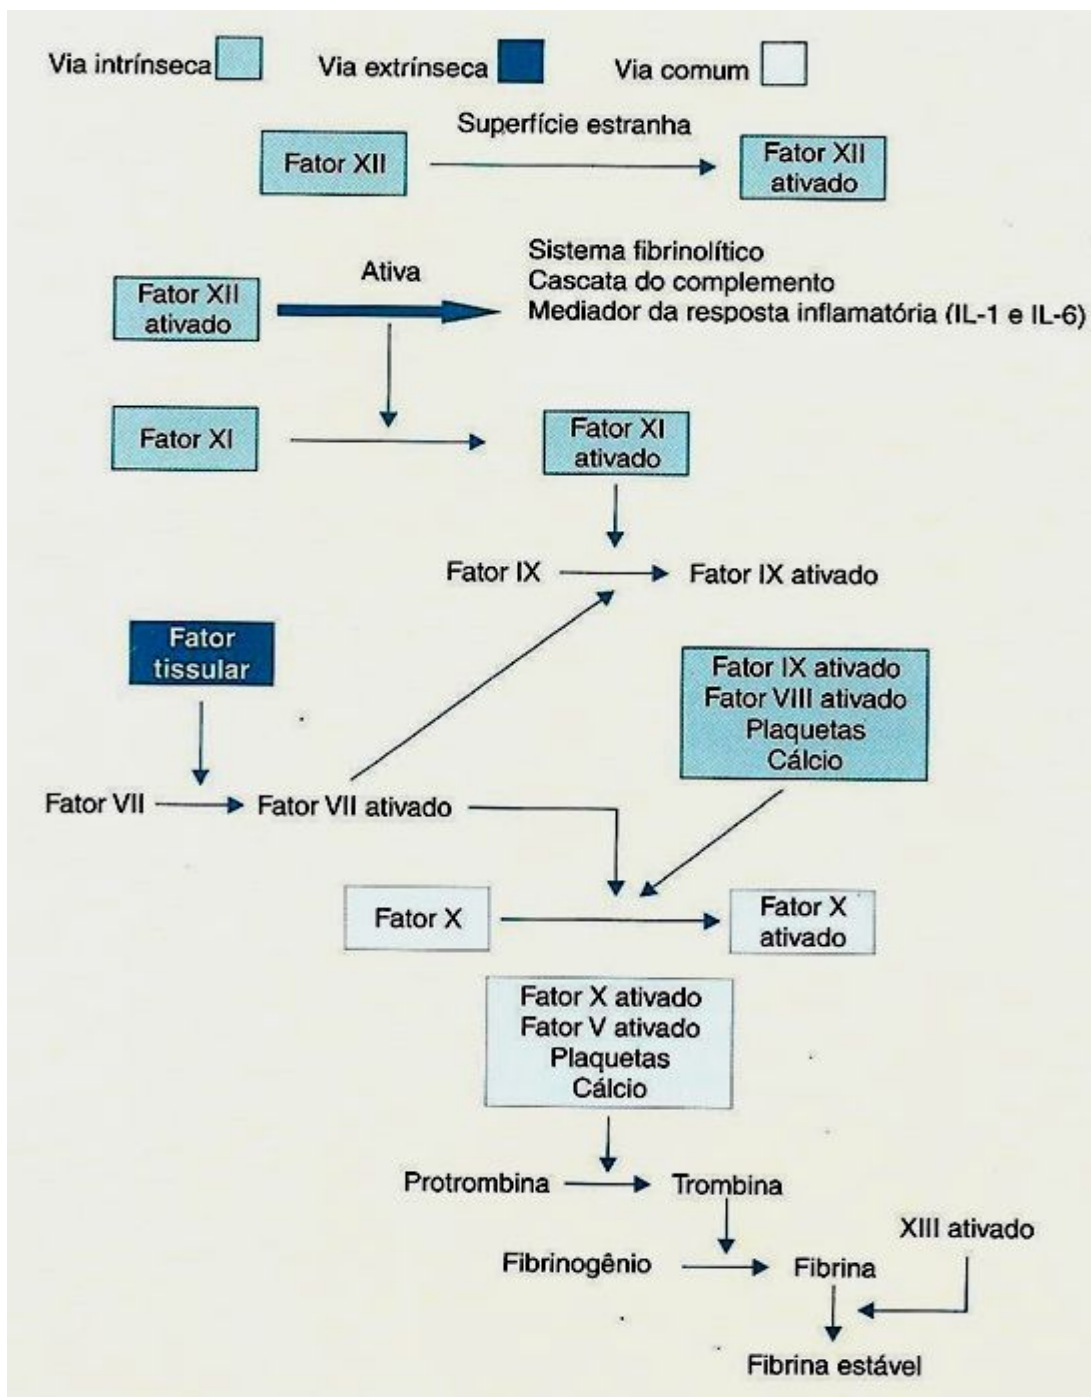 Via intrínseca
Via extrínseca
Via comum
Superfície estranha
Fator XII
Fator XII
ativado
Sistema fibrinolítico
Cascata do complemento
Mediador da resposta inflamatória (IL-1 e IL-6)
Ativa
Fator XII
ativado
Fator XI
Fator XI
ativado
Fator IX
Fator IX ativado
Fator
tissular
Fator IX ativado
Fator VIII ativado
Plaquetas
Cálcio
Fator VII
Fator VII ativado
Fator X
Fator X
ativado
Fator X ativado
Fator V ativado
Plaquetas
Cálcio
Protrombina
Trombina
XIII ativado
Fibrinogênio
Fibrina
Fibrina estável